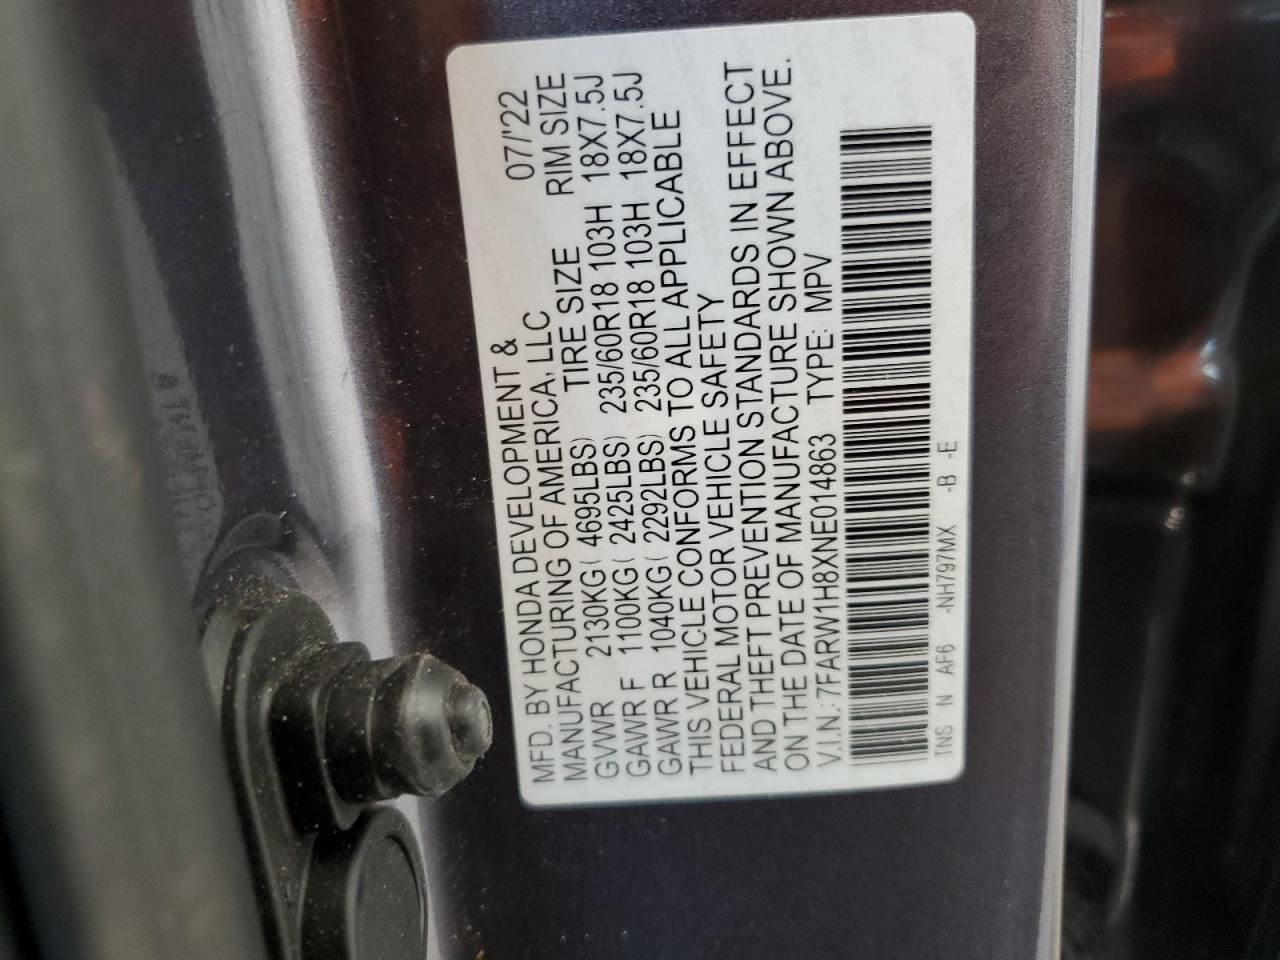 MFD. BY HONDA DEVELOPMENT &
MANUFACTURING OF AMERICA, LLC 07/'22
GVWR 2130KG( 4695LBS) TIRE SIZE RIM SIZE
GAWR F 1100KG( 2425LBS) 235/60R18 103H 18X7.5J
GAWR R 1040KG( 2292LBS) 235/60R18 103H 18X7.5J
THIS VEHICLE CONFORMS TO ALL APPLICABLE
FEDERAL MOTOR VEHICLE SAFETY
AND THEFT PREVENTION STANDARDS IN EFFECT
ON THE DATE OF MANUFACTURE SHOWN ABOVE.
V.I.N.: 7FARW1H8XNE014863 TYPE: MPV
TNS N AF6 -NH797MX -B -E